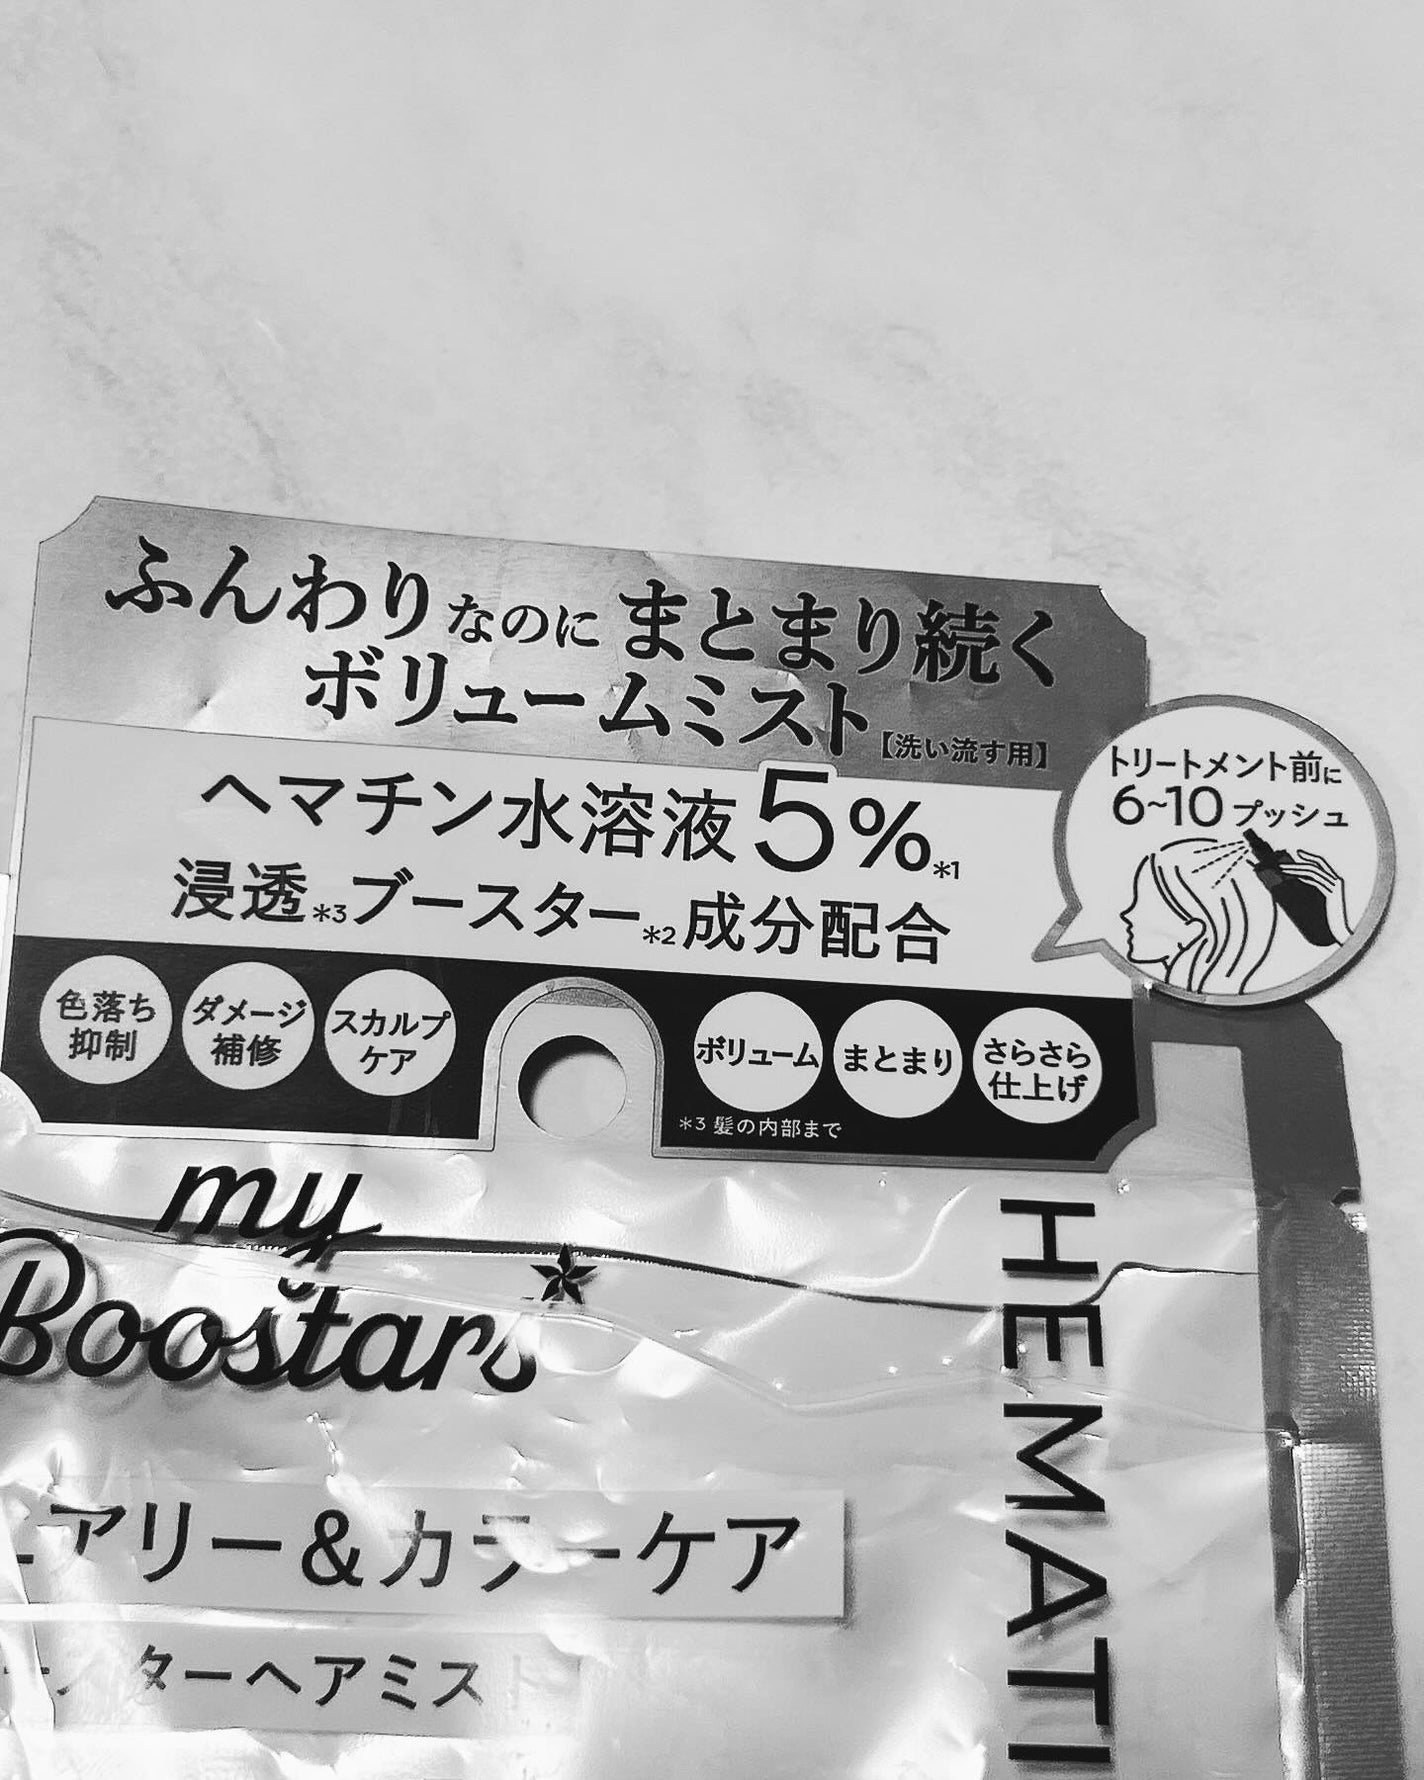 ふんわりなのにまとまり続く
ボリュームミスト【洗い流す用】
ヘマチン水溶液5%*1
浸透*3ブースター*2成分配合
トリートメント前に
6~10プッシュ
色落ち
抑制
ダメージ
補修
スカルプ
ケア
ボリューム
まとまり
さらさら
仕上げ
*3 髪の内部まで
my
Boostars
HEMATI
アリー&カラーケア
ターヘアミスト